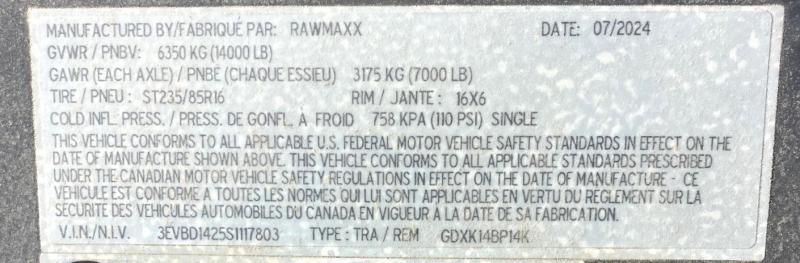 MANUFACTURED BY/FABRIQUÉ PAR: RAWMAXX DATE: 07/2024
GVWR / PNBV: 6350 KG (14000 LB)
GAWR (EACH AXLE) / PNBE (CHAQUE ESSIEU) 3175 KG (7000 LB)
TIRE / PNEU : ST235/85R16 RIM / JANTE : 16X6
COLD INFL. PRESS. / PRESS. DE GONFL. À FROID 758 KPA (110 PSI) SINGLE
THIS VEHICLE CONFORMS TO ALL APPLICABLE U.S. FEDERAL MOTOR VEHICLE SAFETY STANDARDS IN EFFECT ON THE
DATE OF MANUFACTURE SHOWN ABOVE. THIS VEHICLE CONFORMS TO ALL APPLICABLE STANDARDS PRESCRIBED
UNDER THE CANADIAN MOTOR VEHICLE SAFETY REGULATIONS IN EFFECT ON THE DATE OF MANUFACTURE - CE
VÉHICULE EST CONFORME A TOUTES LES NORMES QUI LUI SONT APPLICABLES EN VERTU DU RÈGLEMENT SUR LA
SÉCURITÉ DES VÉHICULES AUTOMOBILES DU CANADA EN VIGUEUR A LA DATE DE SA FABRICATION.
V.I.N./N.I.V. 3EVBD1425S1117803 TYPE : TRA / REM GDXK14BP14K